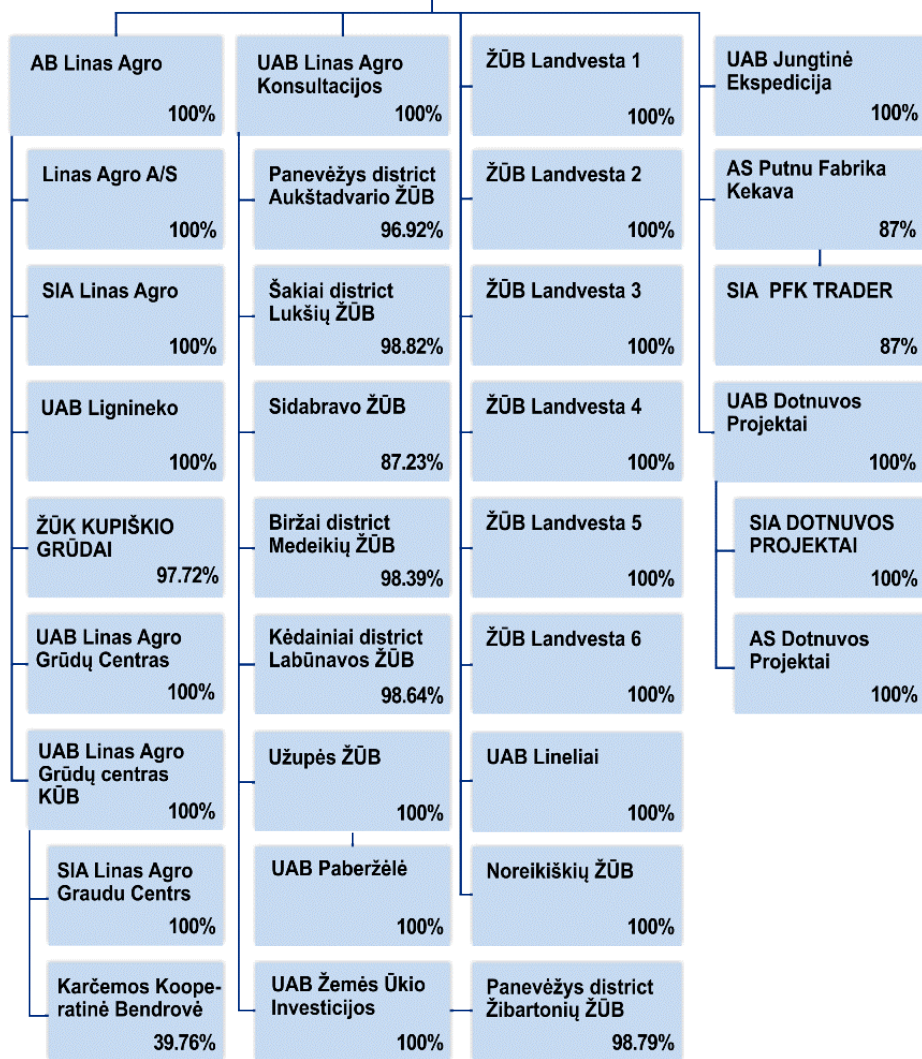 AB Linas Agro
100%
Linas Agro A/S
100%
SIA Linas Agro
100%
UAB Lignineko
100%
ŽŪK KUPIŠKIO
GRŪDAI
97.72%
UAB Linas Agro
Grūdų Centras
100%
UAB Linas Agro
Grūdų centras
KŪB
100%
SIA Linas Agro
Graudu Centrs
100%
Karčemos Koope-
ratinė Bendrovė
39.76%
UAB Linas Agro
Konsultacijos
100%
Panevėžys district
Aukštadvario ŽŪB
96.92%
Šakiai district
Lukšių ŽŪB
98.82%
Sidabravo ŽŪB
87.23%
Biržai district
Medeikių ŽŪB
98.39%
Kėdainiai district
Labūnavos ŽŪB
98.64%
Užupės ŽŪB
100%
UAB Paberžėlė
100%
UAB Žemės Ūkio
Investicijos
100%
ŽŪB Landvesta 1
100%
ŽŪB Landvesta 2
100%
ŽŪB Landvesta 3
100%
ŽŪB Landvesta 4
100%
ŽŪB Landvesta 5
100%
ŽŪB Landvesta 6
100%
UAB Lineliai
100%
Noreikiškių ŽŪB
100%
Panevėžys district
Žibartonių ŽŪB
98.79%
UAB Jungtinė
Ekspedicija
100%
AS Putnu Fabrika
Kekava
87%
SIA PFK TRADER
87%
UAB Dotnuvos
Projektai
100%
SIA DOTNUVOS
PROJEKTAI
100%
AS Dotnuvos
Projektai
100%